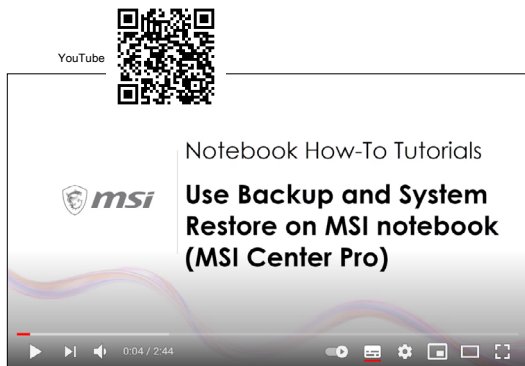 YouTube
Notebook How-To Tutorials
msi
Use Backup and System
Restore on MSI notebook
(MSI Center Pro)
0:04 / 2:44